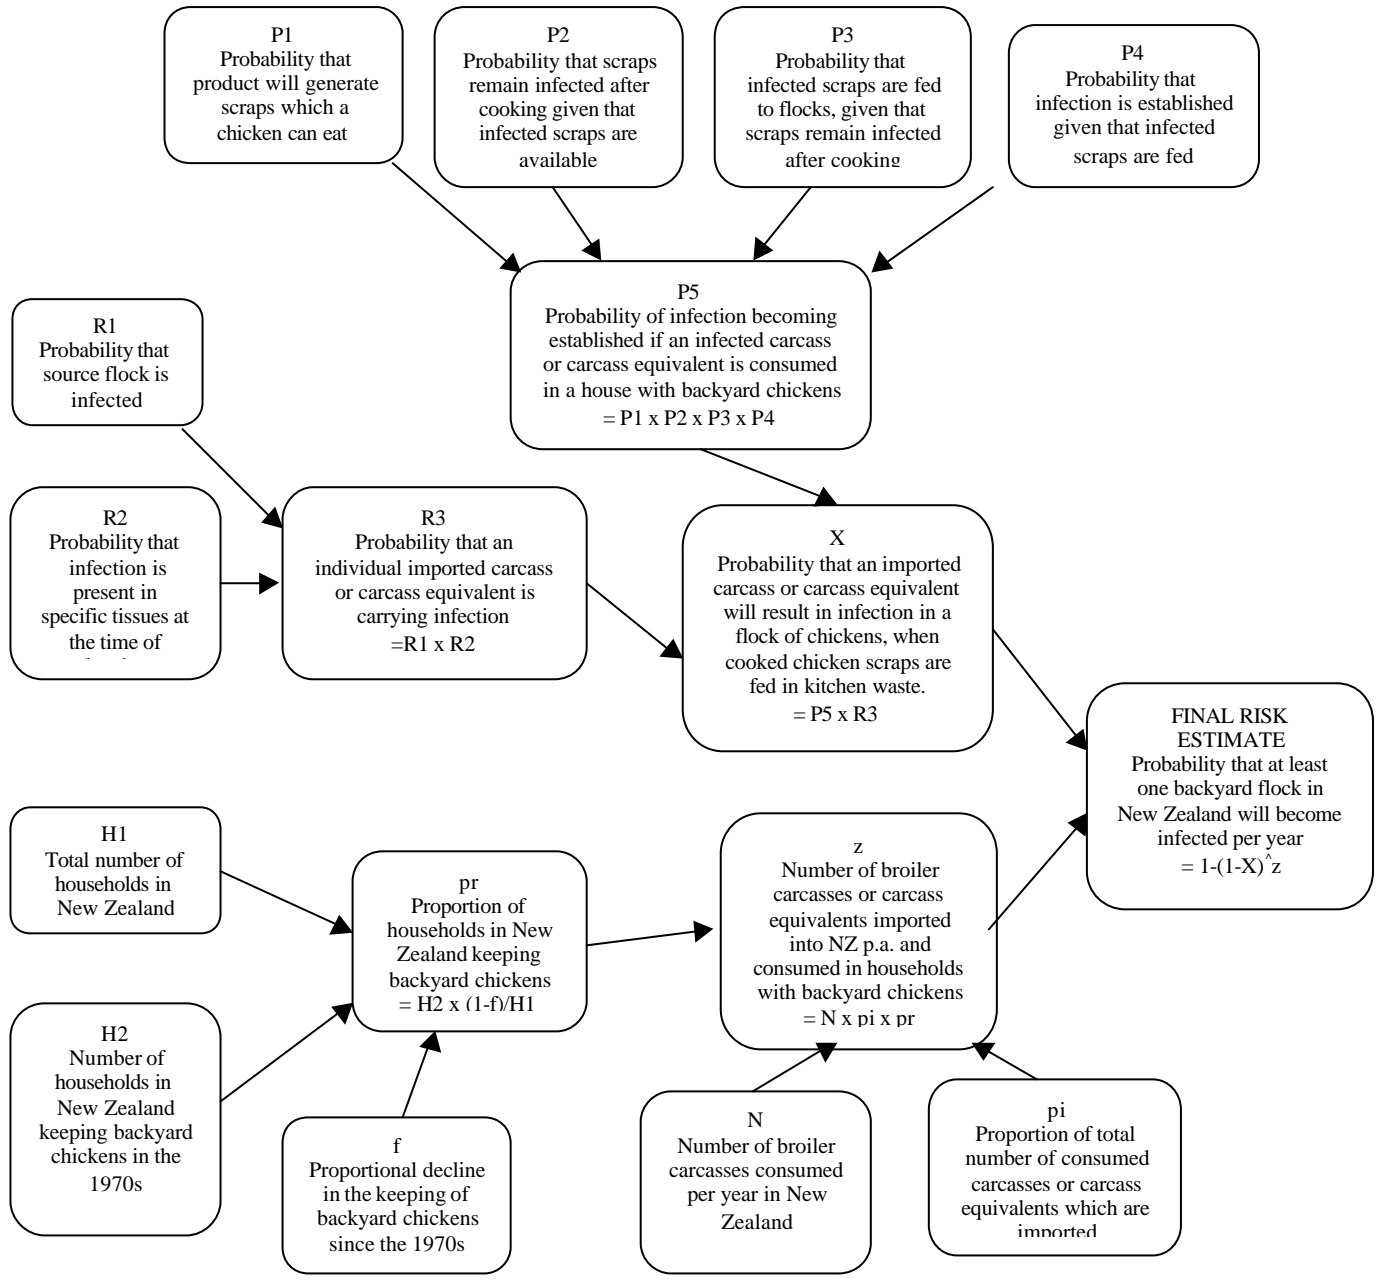 P1
Probability that
product will generate
scraps which a
chicken can eat
P2
Probability that scraps
remain infected after
cooking given that
infected scraps are
available
P3
Probability that
infected scraps are fed
to flocks, given that
scraps remain infected
after cooking
P4
Probability that
infection is established
given that infected
scraps are fed
P5
Probability of infection becoming
established if an infected carcass
or carcass equivalent is consumed
in a house with backyard chickens
= P1 x P2 x P3 x P4
R1
Probability that
source flock is
infected
R2
Probability that
infection is
present in
specific tissues at
the time of
R3
Probability that an
individual imported carcass
or carcass equivalent is
carrying infection
=R1 x R2
X
Probability that an imported
carcass or carcass equivalent
will result in infection in a
flock of chickens, when
cooked chicken scraps are
fed in kitchen waste.
= P5 x R3
FINAL RISK
ESTIMATE
Probability that at least
one backyard flock in
New Zealand will become
infected per year
= 1-(1-X)^z
H1
Total number of
households in
New Zealand
pr
Proportion of
households in New
Zealand keeping
backyard chickens
= H2 x (1-f)/H1
z
Number of broiler
carcasses or carcass
equivalents imported
into NZ p.a. and
consumed in households
with backyard chickens
= N x pi x pr
H2
Number of
households in
New Zealand
keeping backyard
chickens in the
1970s
f
Proportional decline
in the keeping of
backyard chickens
since the 1970s
N
Number of broiler
carcasses consumed
per year in New
Zealand
pi
Proportion of total
number of consumed
carcasses or carcass
equivalents which are
imported